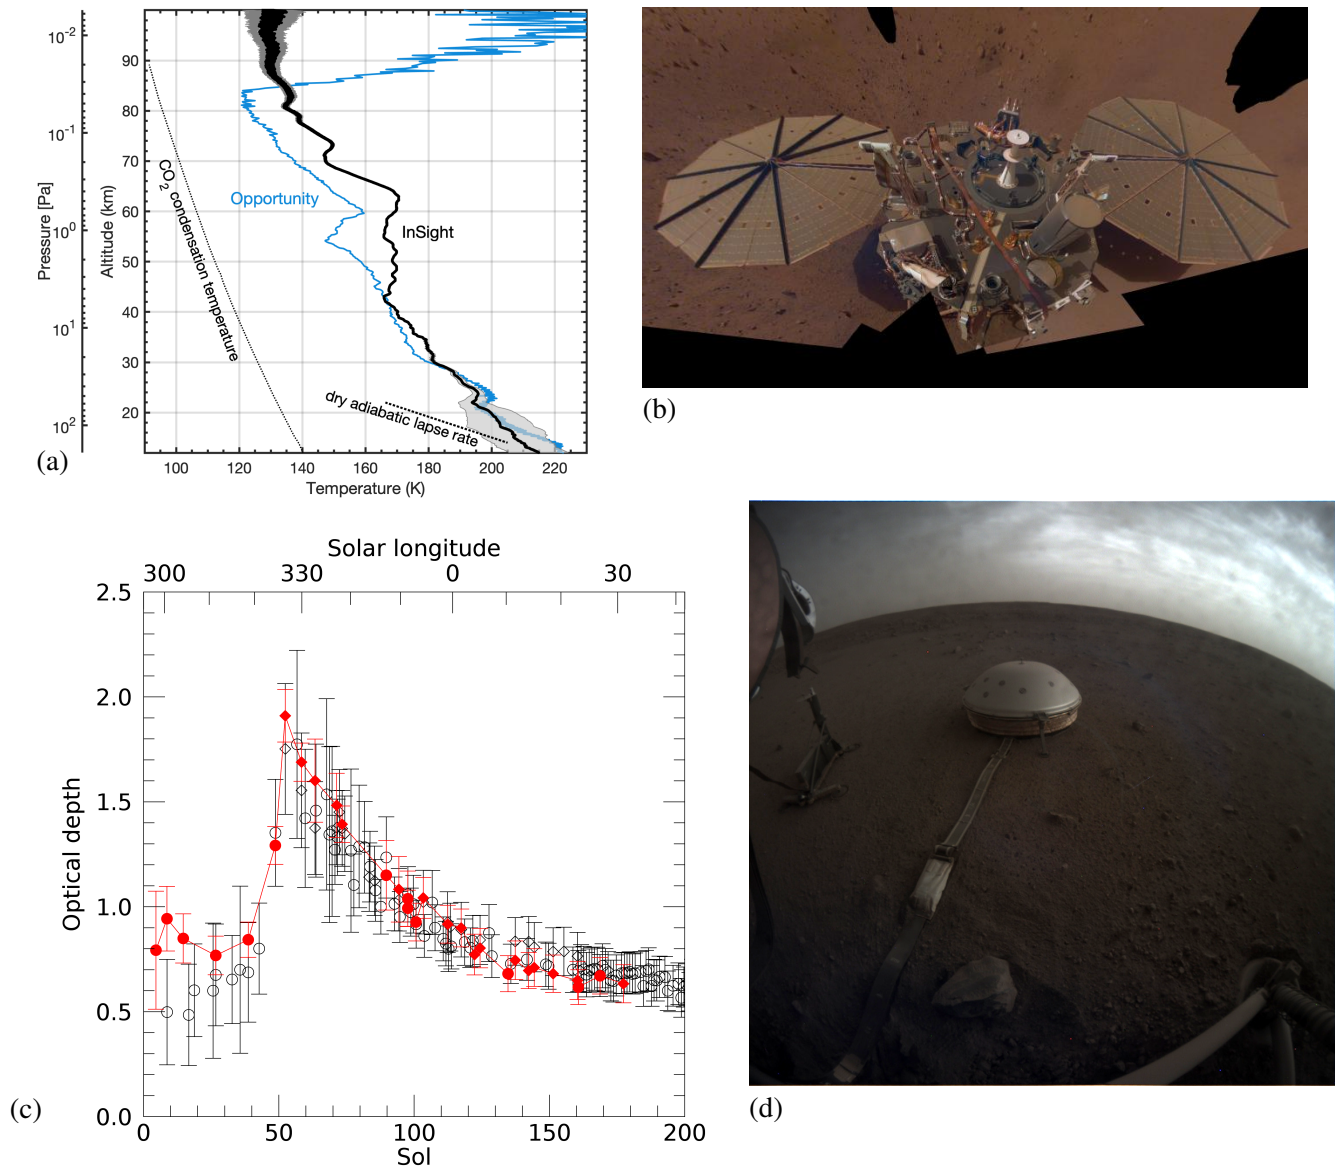 10-2
10-1
100
101
102
Pressure [Pa]
90
80
70
60
50
40
30
20
Altitude (km)
CO2 condensation temperature
Opportunity
InSight
dry adiabatic lapse rate
100 120 140 160 180 200 220
Temperature (K)
(a)
(b)
Solar longitude
300 330 0 30
2.5
2.0
1.5
1.0
0.5
0.0
Optical depth
0 50 100 150 200
Sol
(c)
(d)